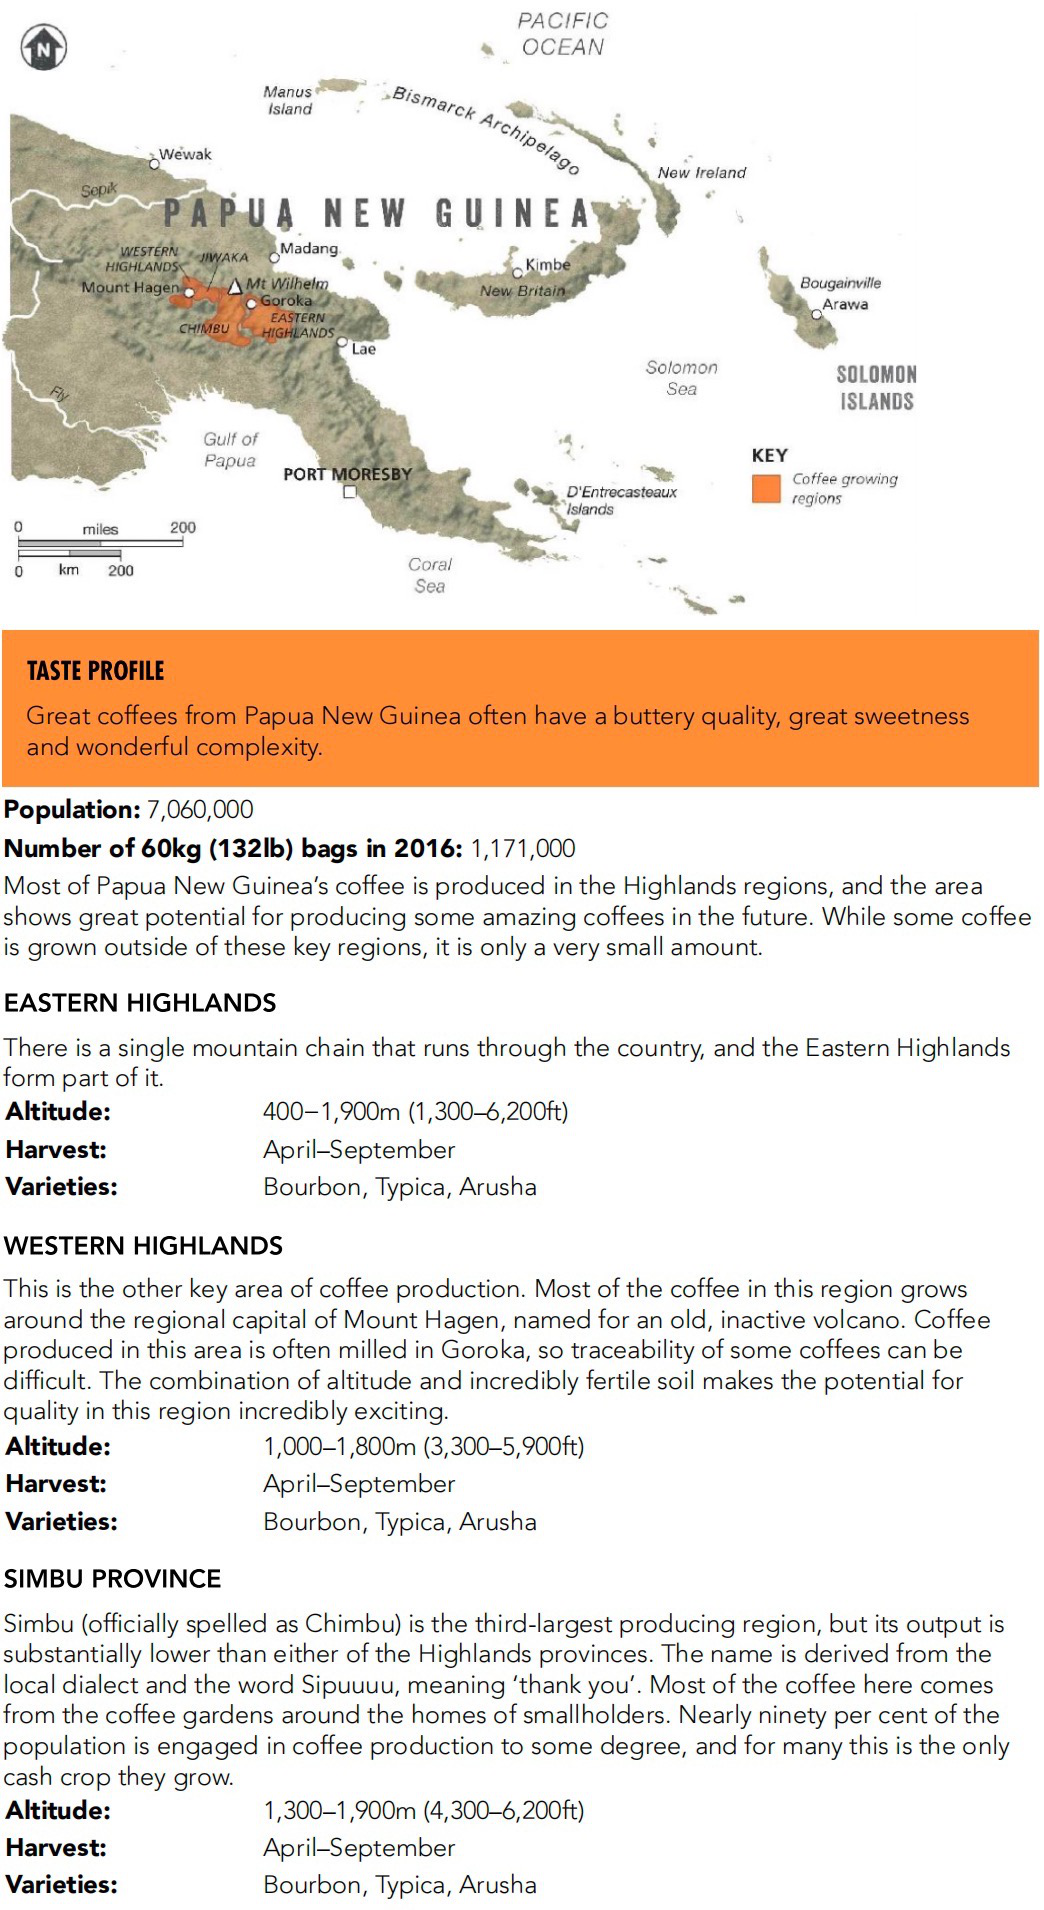 N
PACIFIC
OCEAN
Manus
Island
Bismarck Archipelago
Wewak
New Ireland
Sepik
PAPUA NEW GUINEA
WESTERN
HIGHLANDS
JIWAKA
Madang
Kimbe
Mount Hagen
Mt Wilhelm
New Britain
Bougainville
Goroka
Arawa
CHIMBU
EASTERN
HIGHLANDS
Lae
Solomon
Sea
SOLOMON
ISLANDS
Fly
Gulf of
Papua
PORT MORESBY
KEY
Coffee growing
regions
D'Entrecasteaux
Islands
0 miles 200
0 km 200
Coral
Sea
TASTE PROFILE
Great coffees from Papua New Guinea often have a buttery quality, great sweetness
and wonderful complexity.
Population: 7,060,000
Number of 60kg (132lb) bags in 2016: 1,171,000
Most of Papua New Guinea’s coffee is produced in the Highlands regions, and the area
shows great potential for producing some amazing coffees in the future. While some coffee
is grown outside of these key regions, it is only a very small amount.
EASTERN HIGHLANDS
There is a single mountain chain that runs through the country, and the Eastern Highlands
form part of it.
Altitude: 400–1,900m (1,300–6,200ft)
Harvest: April–September
Varieties: Bourbon, Typica, Arusha
WESTERN HIGHLANDS
This is the other key area of coffee production. Most of the coffee in this region grows
around the regional capital of Mount Hagen, named for an old, inactive volcano. Coffee
produced in this area is often milled in Goroka, so traceability of some coffees can be
difficult. The combination of altitude and incredibly fertile soil makes the potential for
quality in this region incredibly exciting.
Altitude: 1,000–1,800m (3,300–5,900ft)
Harvest: April–September
Varieties: Bourbon, Typica, Arusha
SIMBU PROVINCE
Simbu (officially spelled as Chimbu) is the third-largest producing region, but its output is
substantially lower than either of the Highlands provinces. The name is derived from the
local dialect and the word Sipuuuu, meaning ‘thank you’. Most of the coffee here comes
from the coffee gardens around the homes of smallholders. Nearly ninety per cent of the
population is engaged in coffee production to some degree, and for many this is the only
cash crop they grow.
Altitude: 1,300–1,900m (4,300–6,200ft)
Harvest: April–September
Varieties: Bourbon, Typica, Arusha